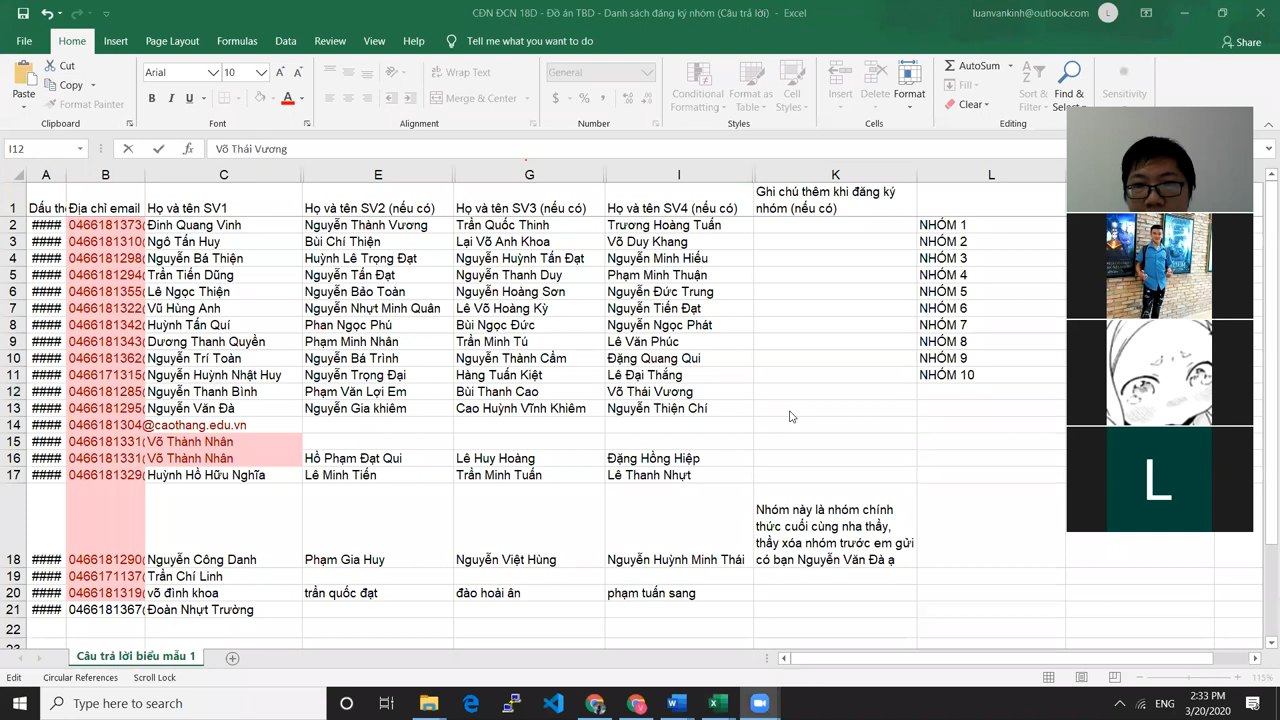 CĐN ĐCN 18D - Đồ án TBD - Danh sách đăng ký nhóm (Câu trả lời) - Excel
luanvankinh@outlook.com L
File Home Insert Page Layout Formulas Data Review View Help Tell me what you want to do Share
Paste Cut Copy Format Painter Clipboard
Arial 10 B I U A Font
Wrap Text Merge & Center Alignment
General $ % , Number
Conditional Formatting Format as Table Cell Styles Styles
Insert Delete Format Cells
AutoSum Fill Clear Sort & Filter Find & Select Editing
Sensitivity
I12 fx Võ Thái Vương
A B C E G I K L
1 Dấu th Địa chỉ email Họ và tên SV1 Họ và tên SV2 (nếu có) Họ và tên SV3 (nếu có) Họ và tên SV4 (nếu có) Ghi chú thêm khi đăng ký nhóm (nếu có)
2 #### 0466181373@ Đinh Quang Vinh Nguyễn Thành Vương Trần Quốc Thinh Trương Hoàng Tuấn NHÓM 1
3 #### 0466181310@ Ngô Tấn Huy Bùi Chí Thiện Lại Võ Anh Khoa Võ Duy Khang NHÓM 2
4 #### 0466181298@ Nguyễn Bá Thiện Huỳnh Lê Trọng Đạt Nguyễn Huỳnh Tấn Đạt Nguyễn Minh Hiếu NHÓM 3
5 #### 0466181294@ Trần Tiến Dũng Nguyễn Tấn Đạt Nguyễn Thanh Duy Phạm Minh Thuận NHÓM 4
6 #### 0466181355@ Lê Ngọc Thiện Nguyễn Bảo Toàn Nguyễn Hoàng Sơn Nguyễn Đức Trung NHÓM 5
7 #### 0466181322@ Vũ Hùng Anh Nguyễn Nhựt Minh Quân Lê Võ Hoàng Kỳ Nguyễn Tiến Đạt NHÓM 6
8 #### 0466181342@ Huỳnh Tấn Quí Phan Ngọc Phú Bùi Ngọc Đức Nguyễn Ngọc Phát NHÓM 7
9 #### 0466181343@ Dương Thanh Quyền Phạm Minh Nhân Trần Minh Tú Lê Văn Phúc NHÓM 8
10 #### 0466181362@ Nguyễn Trí Toàn Nguyễn Bá Trình Nguyễn Thành Cầm Đặng Quang Qui NHÓM 9
11 #### 0466171315@ Nguyễn Huỳnh Nhật Huy Nguyễn Trọng Đại Hàng Tuấn Kiệt Lê Đại Thắng NHÓM 10
12 #### 0466181285@ Nguyễn Thanh Bình Phạm Văn Lợi Em Bùi Thanh Cao Võ Thái Vương
13 #### 0466181295@ Nguyễn Văn Đà Nguyễn Gia khiêm Cao Huỳnh Vĩnh Khiêm Nguyễn Thiện Chí
14 #### 0466181304@caothang.edu.vn
15 #### 0466181331@ Võ Thành Nhân
16 #### 0466181331@ Võ Thành Nhân Hồ Phạm Đạt Qui Lê Huy Hoàng Đặng Hồng Hiệp
17 #### 0466181329@ Huỳnh Hồ Hữu Nghĩa Lê Minh Tiến Trần Minh Tuấn Lê Thanh Nhựt
Nhóm này là nhóm chính
thức cuối cùng nha thầy,
thầy xóa nhóm trước em gửi
18 #### 0466181290@ Nguyễn Công Danh Phạm Gia Huy Nguyễn Việt Hùng Nguyễn Huỳnh Minh Thái có bạn Nguyễn Văn Đà ạ
19 #### 0466171137@ Trần Chí Linh
20 #### 0466181319@ võ đình khoa trần quốc đạt đào hoài ân phạm tuấn sang
21 #### 0466181367@ Đoàn Nhựt Trường
22
23
L
Câu trả lời biểu mẫu 1
Edit Circular References Scroll Lock 115%
Type here to search ENG 2:33 PM
3/20/2020